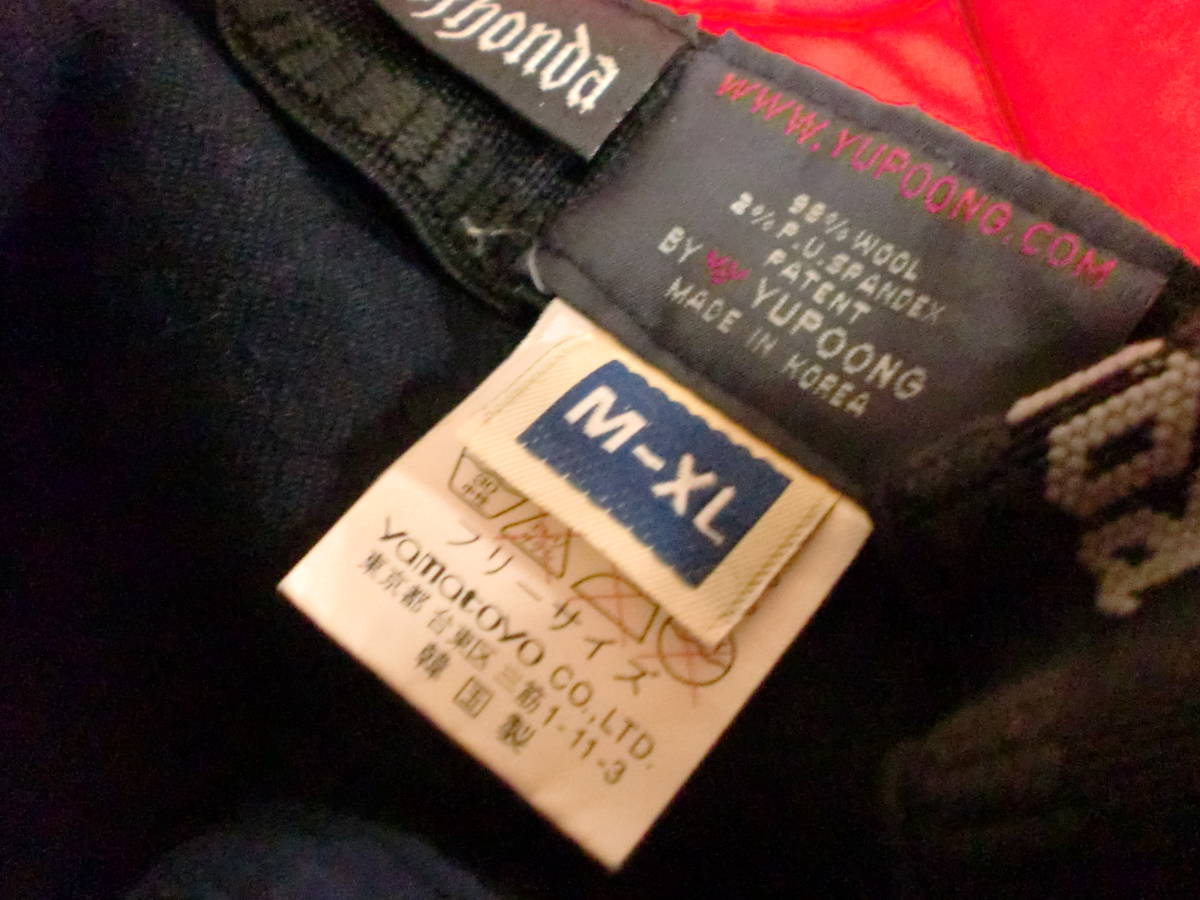 WWW.YUPOONG.COM
98% WOOL
2% P.U. SPANDEX
PATENT
BY YUPOONG
MADE IN KOREA
M-XL
フリーサイズ
yamatoyo CO.,LTD.
東京都 台東区 三筋1-11-3
韓国製